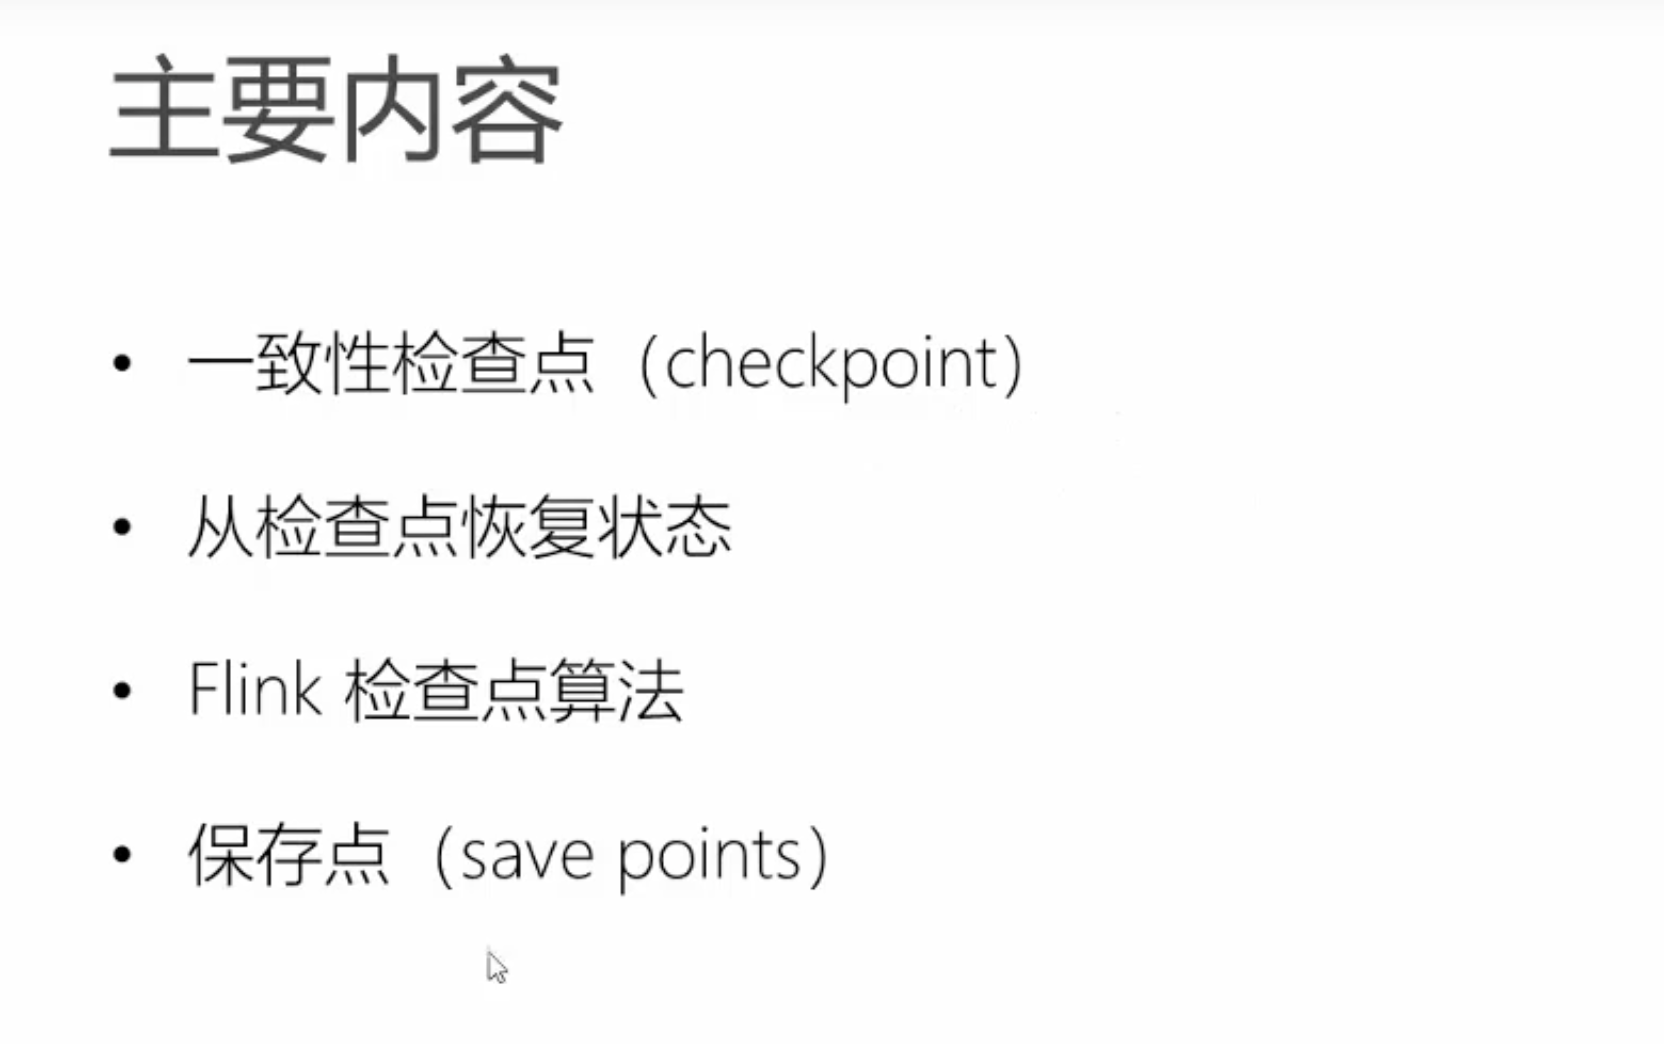 主要内容
• 一致性检查点（checkpoint）
• 从检查点恢复状态
• Flink 检查点算法
• 保存点（save points）